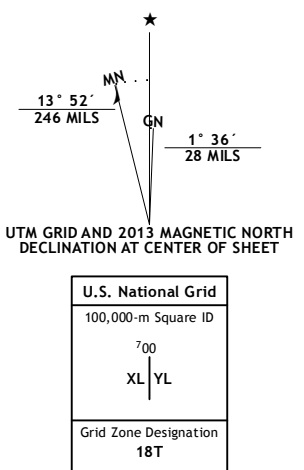 ★
MN
GN
13° 52´
246 MILS
1° 36´
28 MILS
UTM GRID AND 2013 MAGNETIC NORTH
DECLINATION AT CENTER OF SHEET
U.S. National Grid
100,000-m Square ID
⁷00
XL YL
Grid Zone Designation
18T